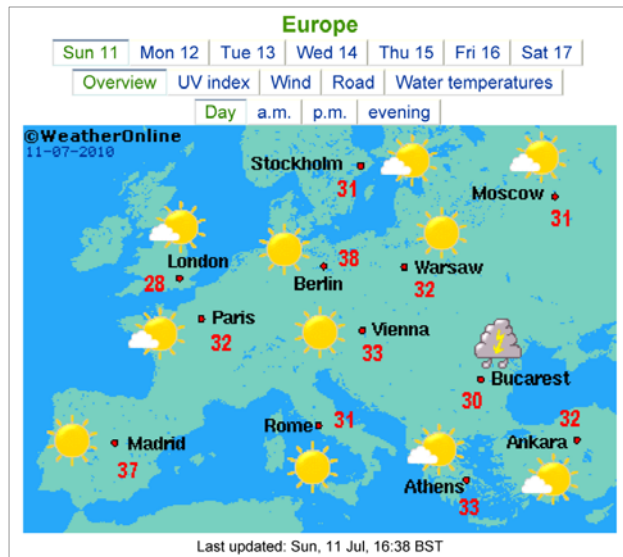 Europe
Sun 11 Mon 12 Tue 13 Wed 14 Thu 15 Fri 16 Sat 17
Overview UV index Wind Road Water temperatures
Day a.m. p.m. evening
©WeatherOnline
11-07-2010
Stockholm
31
Moscow
31
London
28
38
Berlin
Warsaw
32
Paris
32
Vienna
33
Bucarest
30
Rome 31
32
Ankara
Madrid
37
Athens
33
Last updated: Sun, 11 Jul, 16:38 BST